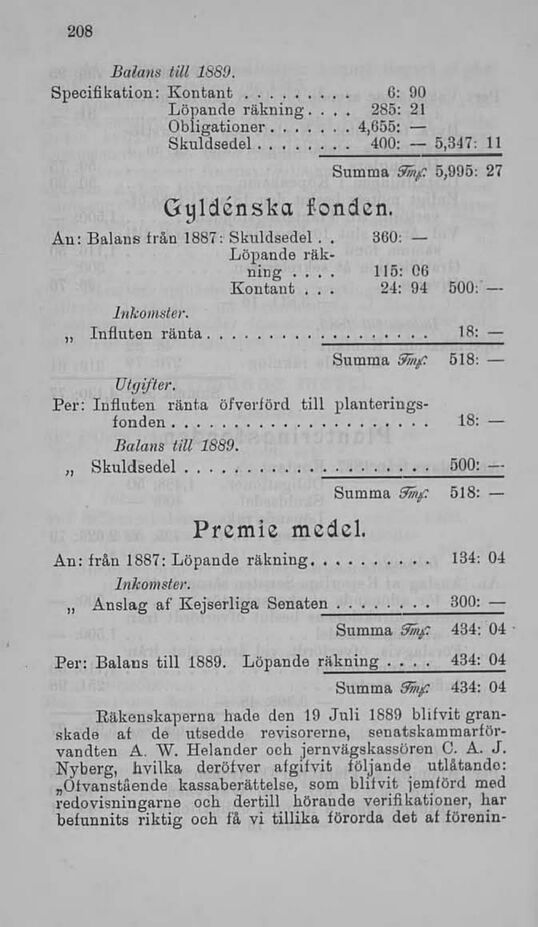 208
Balans till 1889.
Specifikation: Kontant . . . . . . . . . 6: 90
Löpande räkning . . . . 285: 21
Obligationer . . . . . . . 4,655: —
Skuldsedel . . . . . . . . 400: — 5,347: 11
Summa Fmf: 5,995: 27
Gyldénska fonden.
An: Balans från 1887: Skuldsedel . . 360: —
Löpande räk-
ning . . . . 115: 06
Kontant . . . 24: 94 500: —
Inkomster.
„ Influten ränta . . . . . . . . . . . . . . . . . . 18: —
Summa Fmf: 518: —
Utgifter.
Per: Influten ränta öfverförd till planterings-
fonden . . . . . . . . . . . . . . . . . . . . . 18: —
Balans till 1889.
„ Skuldsedel . . . . . . . . . . . . . . . . . . . . 500: —
Summa Fmf: 518: —
Premie medel.
An: från 1887: Löpande räkning . . . . . . . . . . 134: 04
Inkomster.
„ Anslag af Kejserliga Senaten . . . . . . . . 300: —
Summa Fmf: 434: 04
Per: Balans till 1889. Löpande räkning . . . . 434: 04
Summa Fmf: 434: 04
Räkenskaperna hade den 19 Juli 1889 blifvit gran-
skade af de utsedde revisorerne, senatskammarför-
vandten A. W. Helander och jernvägskassören C. A. J.
Nyberg, hvilka deröfver afgifvit följande utlåtande:
„Ofvanstående kassaberättelse, som blifvit jemförd med
redovisningarne och dertill hörande verifikationer, har
befunnits riktig och få vi tillika förorda det af förenin-